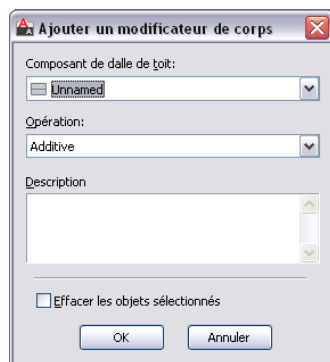 Ajouter un modificateur de corps
Composant de dalle de toit:
Unnamed
Opération:
Additive
Description
Effacer les objets sélectionnés
OK
Annuler